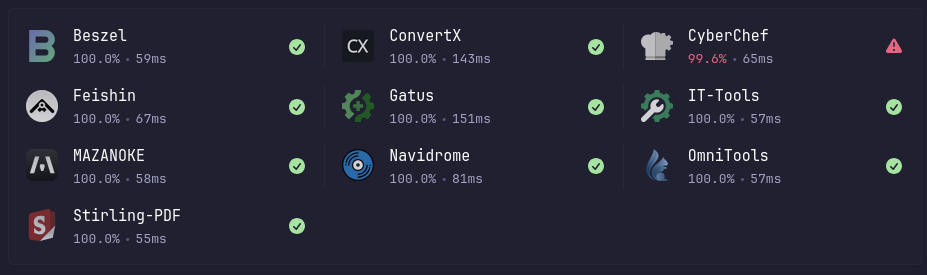 Beszel
100.0% • 59ms
CX
ConvertX
100.0% • 143ms
CyberChef
99.6% • 65ms
Feishin
100.0% • 67ms
Gatus
100.0% • 151ms
IT-Tools
100.0% • 57ms
MAZANOKE
100.0% • 58ms
Navidrome
100.0% • 81ms
OmniTools
100.0% • 57ms
Stirling-PDF
100.0% • 55ms